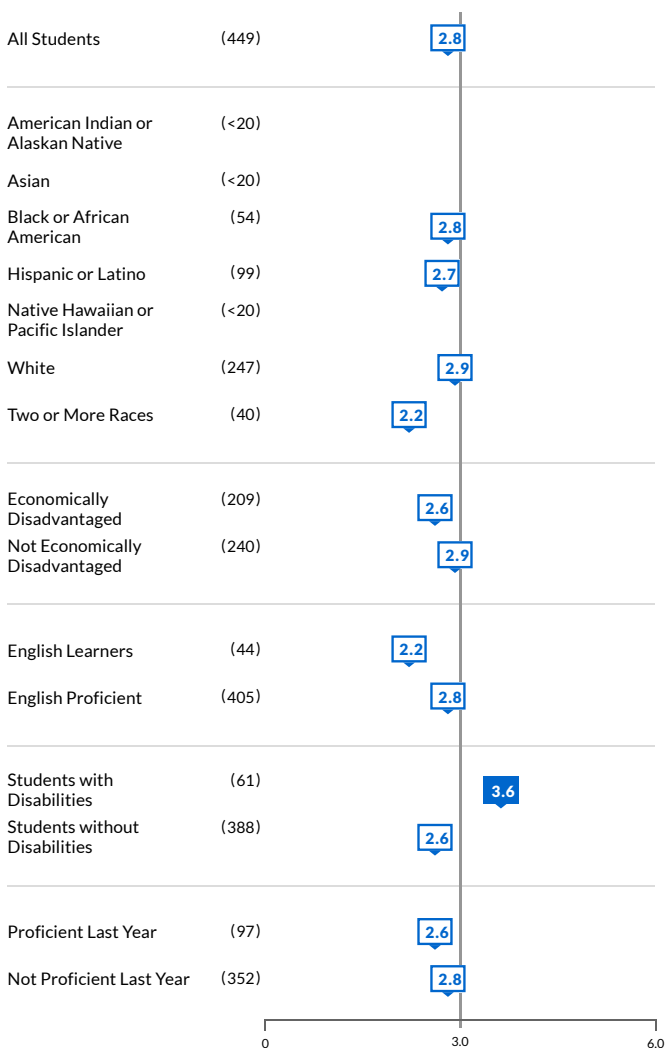 All Students (449) 2.8
American Indian or (<20)
Alaskan Native
Asian (<20)
Black or African (54) 2.8
American
Hispanic or Latino (99) 2.7
Native Hawaiian or (<20)
Pacific Islander
White (247) 2.9
Two or More Races (40) 2.2
Economically (209) 2.6
Disadvantaged
Not Economically (240) 2.9
Disadvantaged
English Learners (44) 2.2
English Proficient (405) 2.8
Students with (61) 3.6
Disabilities
Students without (388) 2.6
Disabilities
Proficient Last Year (97) 2.6
Not Proficient Last Year (352) 2.8
0 3.0 6.0